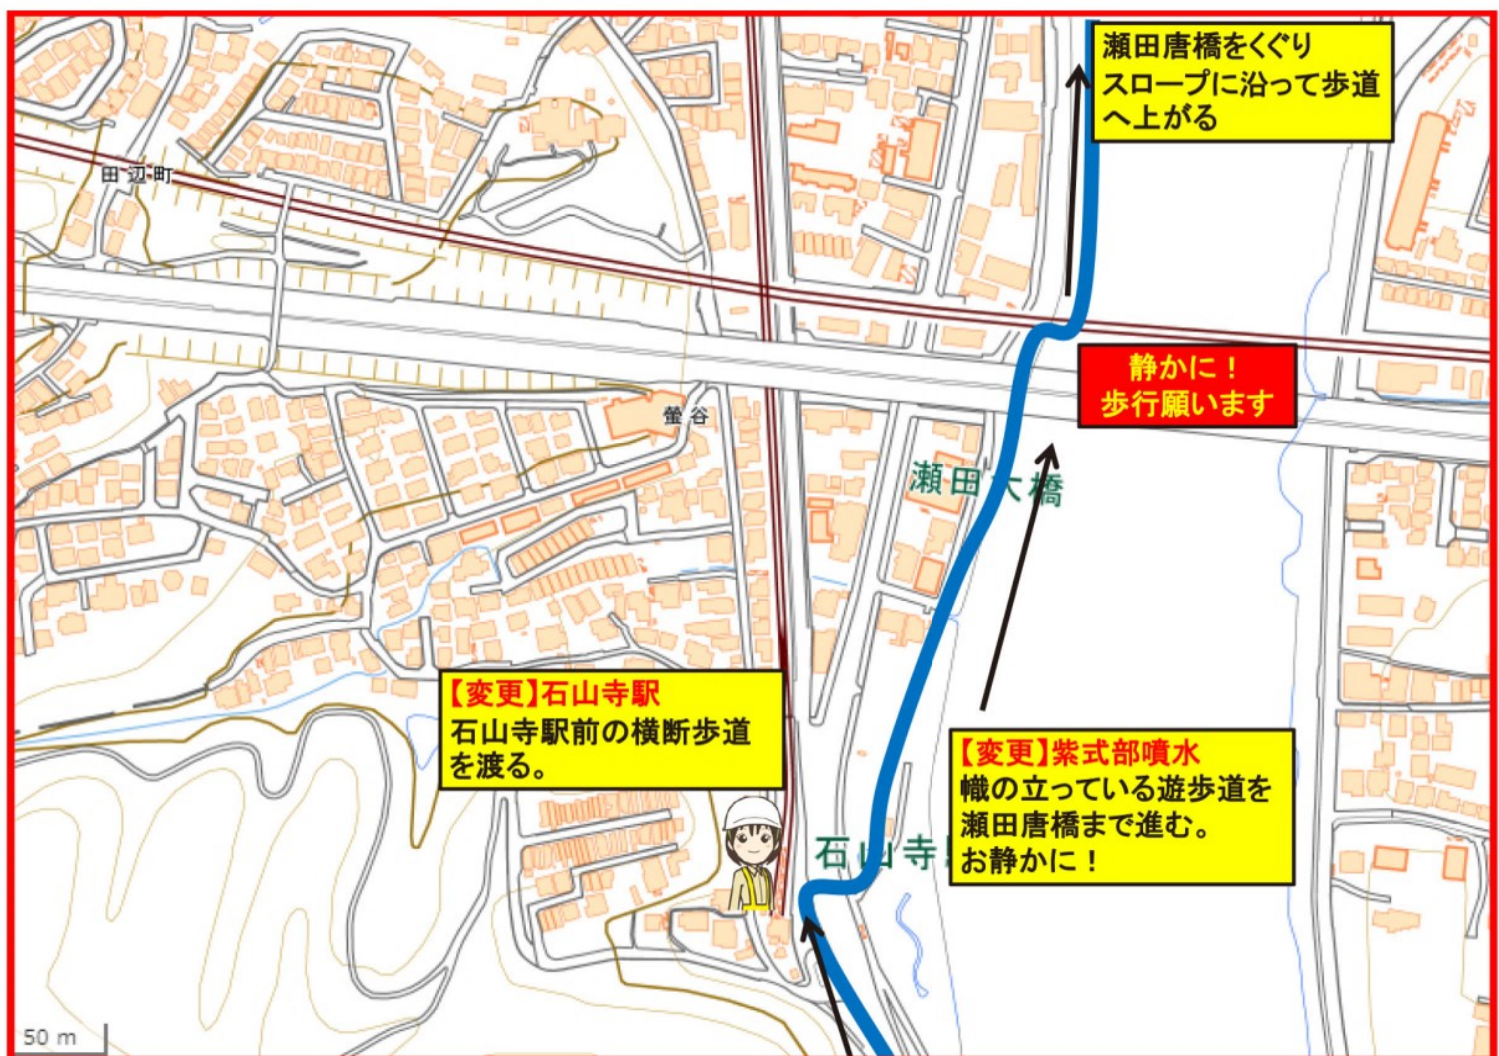 瀬田唐橋をくぐり
スロープに沿って歩道
へ上がる
田辺町
静かに!
歩行願います
螢谷
瀬田大橋
【変更】石山寺駅
石山寺駅前の横断歩道
を渡る。
【変更】紫式部噴水
幟の立っている遊歩道を
瀬田唐橋まで進む。
お静かに!
石山寺
50 m